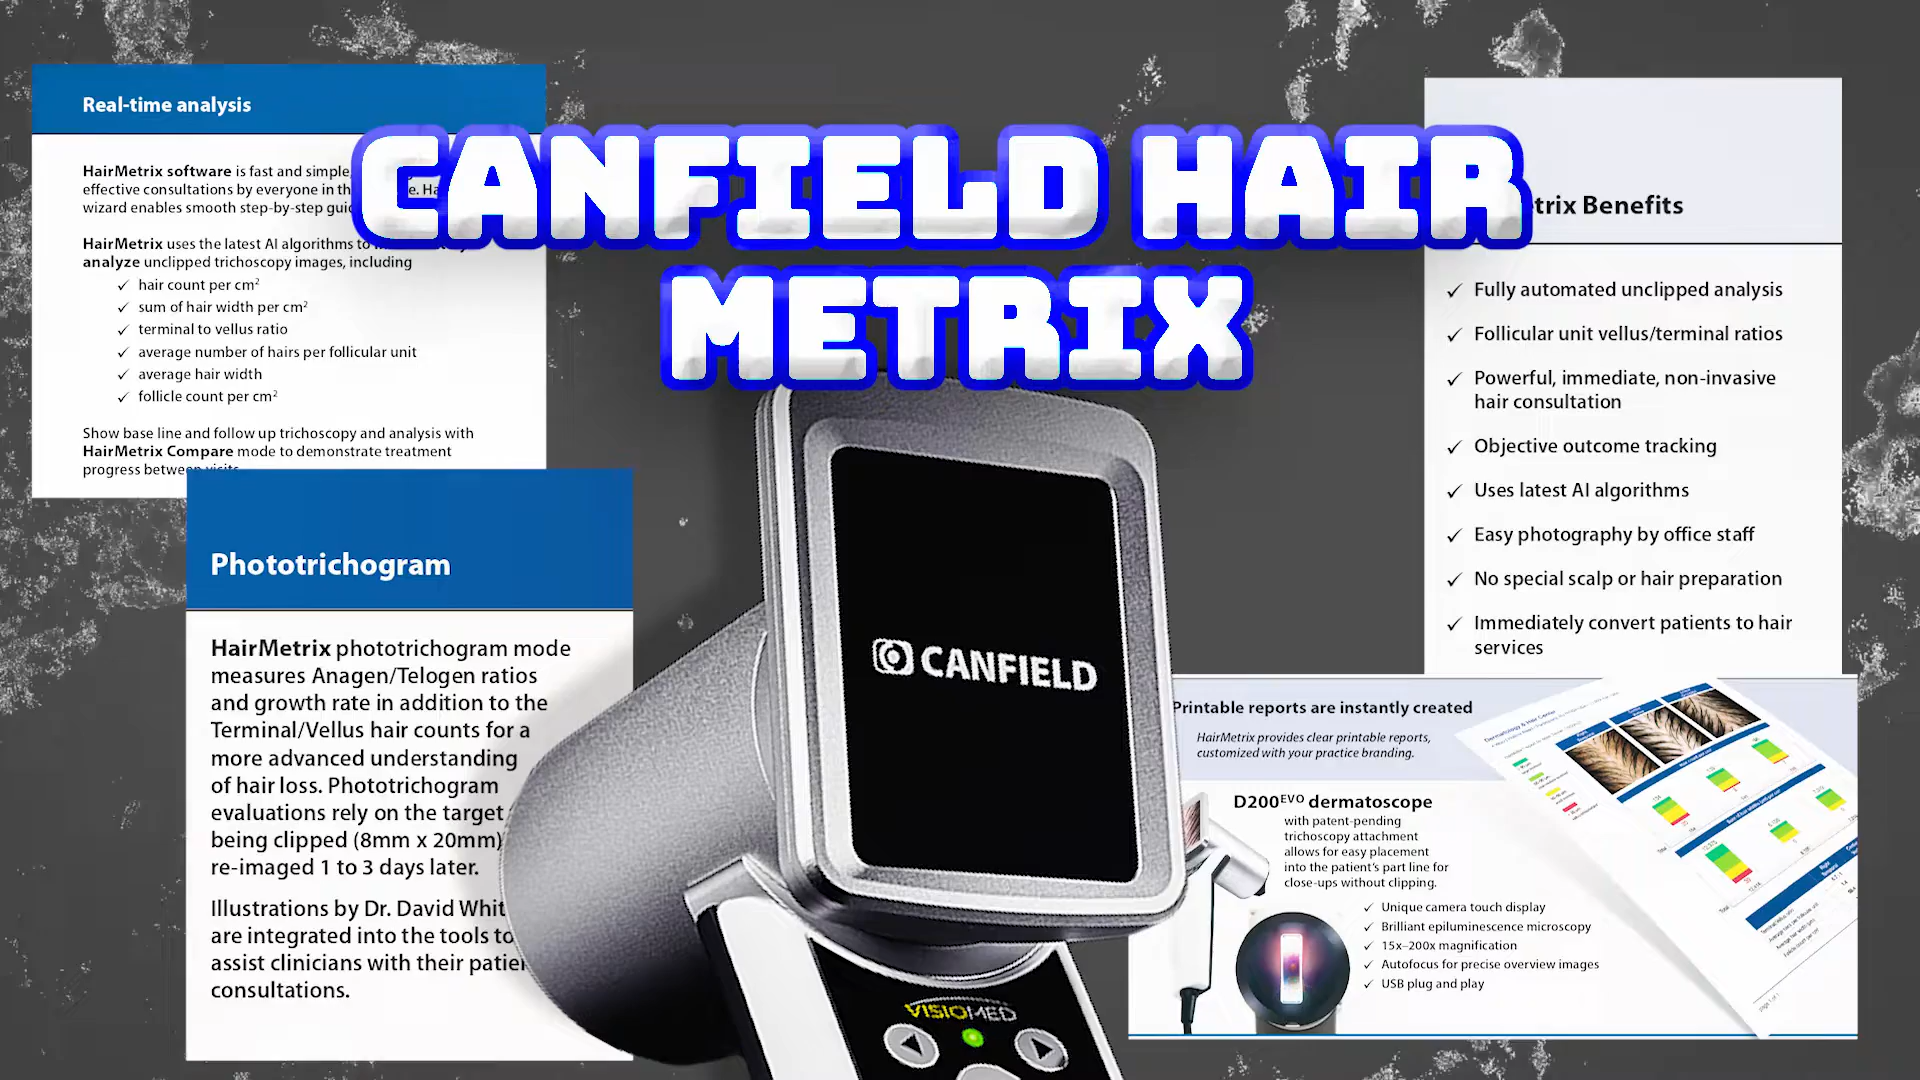 CANFIELD HAIR
METRIX
Real-time analysis
HairMetrix software is fast and simple,
effective consultations by everyone in th e. Ha
wizard enables smooth step-by-step guid
HairMetrix uses the latest AI algorithms to
analyze unclipped trichoscopy images, including
✓ hair count per cm²
✓ sum of hair width per cm²
✓ terminal to vellus ratio
✓ average number of hairs per follicular unit
✓ average hair width
✓ follicle count per cm²
Show base line and follow up trichoscopy and analysis with
HairMetrix Compare mode to demonstrate treatment
progress between visits
Phototrichogram
HairMetrix phototrichogram mode
measures Anagen/Telogen ratios
and growth rate in addition to the
Terminal/Vellus hair counts for a
more advanced understanding
of hair loss. Phototrichogram
evaluations rely on the target
being clipped (8mm x 20mm)
re-imaged 1 to 3 days later.
Illustrations by Dr. David Whit
are integrated into the tools to
assist clinicians with their patien
consultations.
CANFIELD
VISIOMED
etrix Benefits
✓ Fully automated unclipped analysis
✓ Follicular unit vellus/terminal ratios
✓ Powerful, immediate, non-invasive
hair consultation
✓ Objective outcome tracking
✓ Uses latest AI algorithms
✓ Easy photography by office staff
✓ No special scalp or hair preparation
✓ Immediately convert patients to hair
services
Printable reports are instantly created
HairMetrix provides clear printable reports,
customized with your practice branding.
D200EVO dermatoscope
with patent-pending
trichoscopy attachment
allows for easy placement
into the patient's part line for
close-ups without clipping.
✓ Unique camera touch display
✓ Brilliant epiluminescence microscopy
✓ 15x–200x magnification
✓ Autofocus for precise overview images
✓ USB plug and play
Dermatology & Hair Center